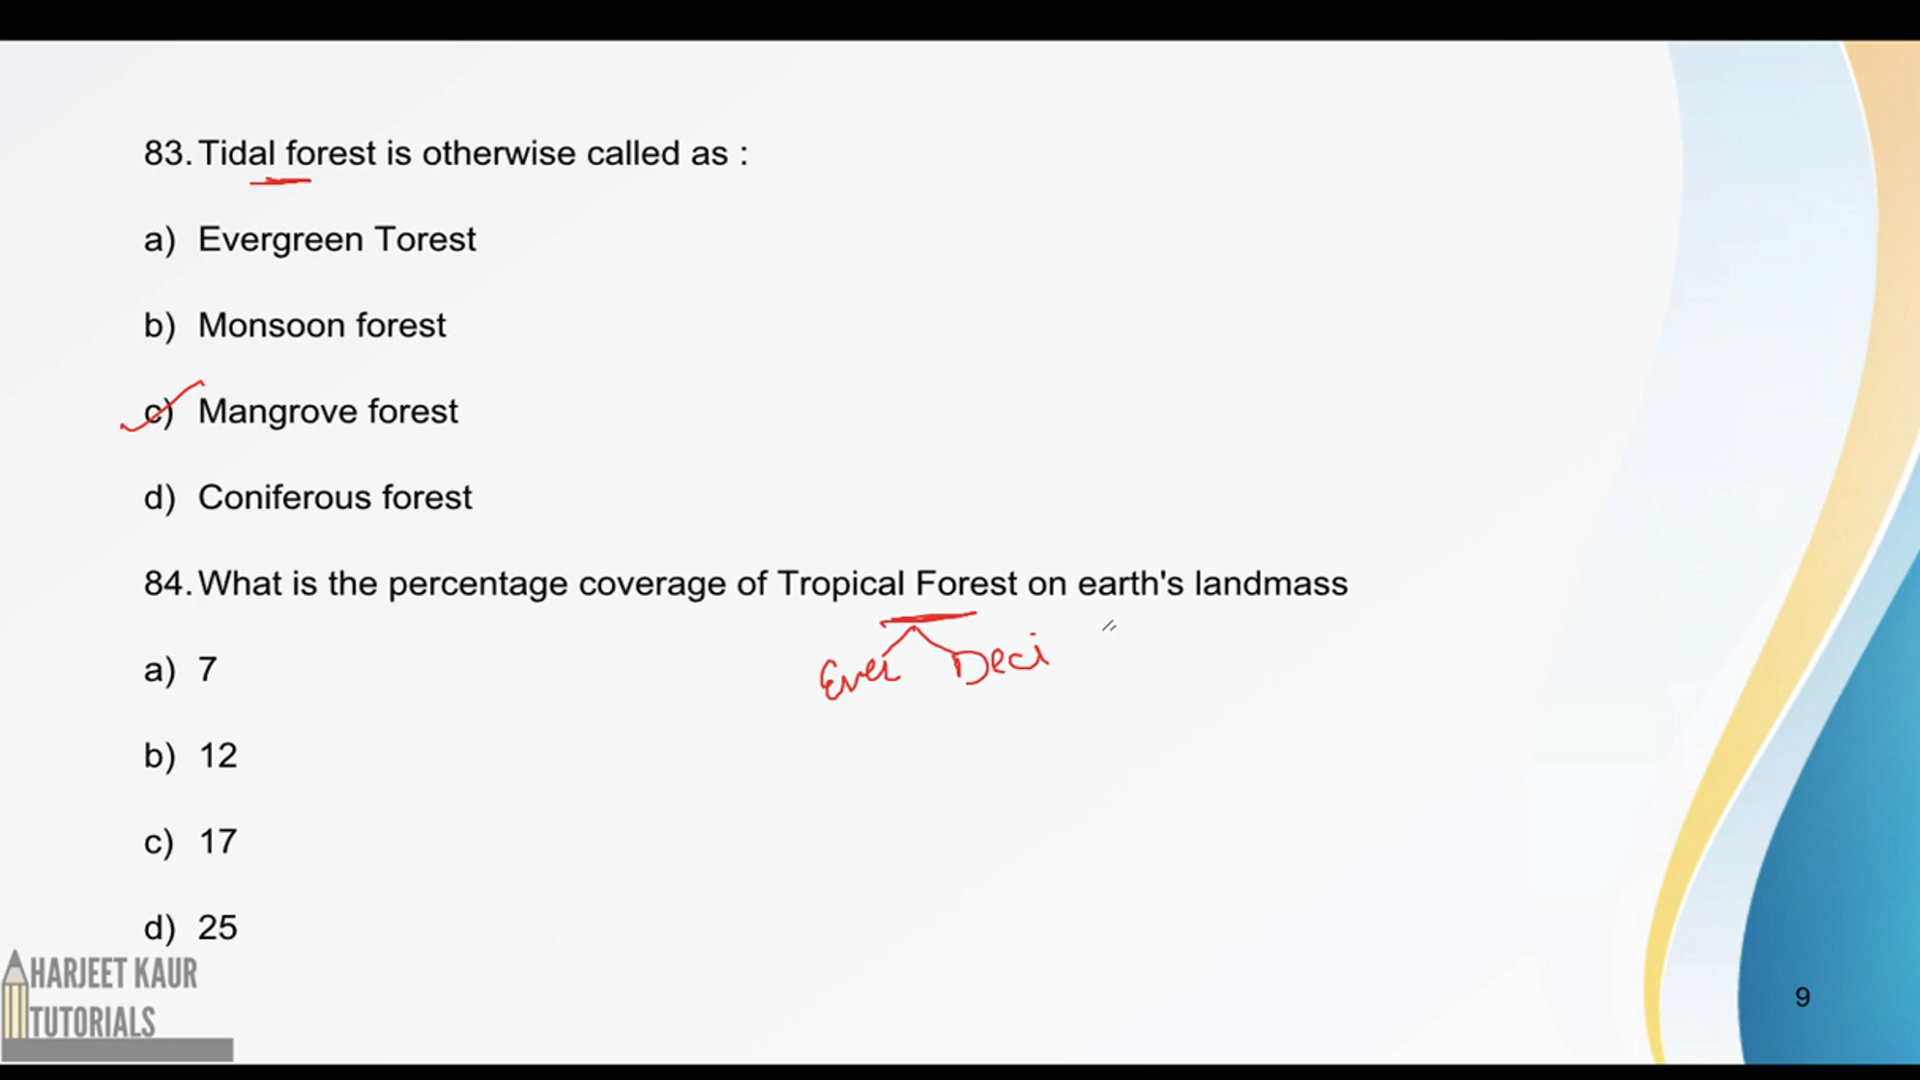 83. Tidal forest is otherwise called as :
a) Evergreen Torest
b) Monsoon forest
c) Mangrove forest
d) Coniferous forest
84. What is the percentage coverage of Tropical Forest on earth's landmass
Ever Deci
a) 7
b) 12
c) 17
d) 25
HARJEET KAUR
TUTORIALS
9